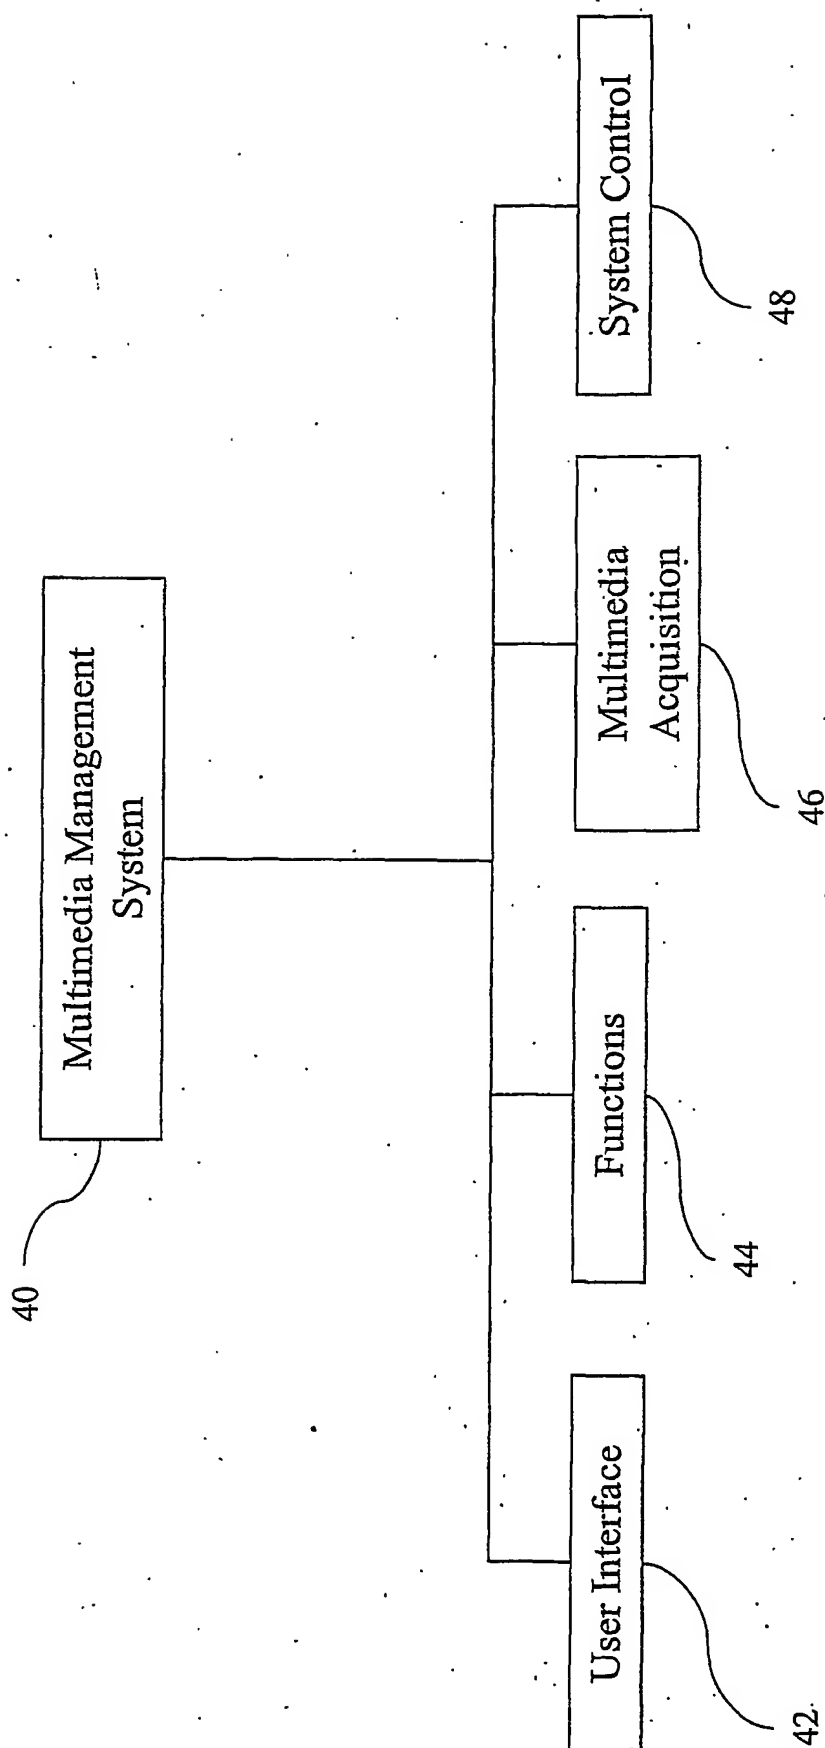 Multimedia Management
System
40
User Interface
42
Functions
44
Multimedia
Acquisition
46
System Control
48